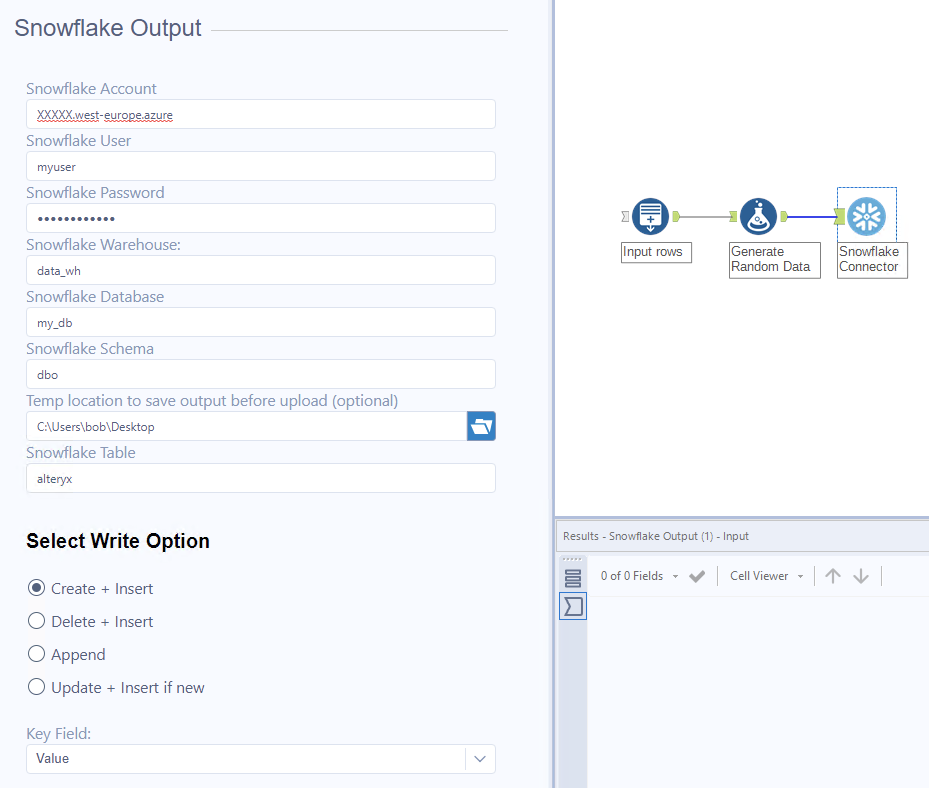 Snowflake Output
Snowflake Account
XXXXX.west-europe.azure
Snowflake User
myuser
Snowflake Password
••••••••••••
Snowflake Warehouse:
data_wh
Snowflake Database
my_db
Snowflake Schema
dbo
Temp location to save output before upload (optional)
C:\Users\bob\Desktop
Snowflake Table
alteryx
Select Write Option
Create + Insert
Delete + Insert
Append
Update + Insert if new
Key Field:
Value
Input rows
Generate
Random Data
Snowflake
Connector
Results - Snowflake Output (1) - Input
0 of 0 Fields
Cell Viewer